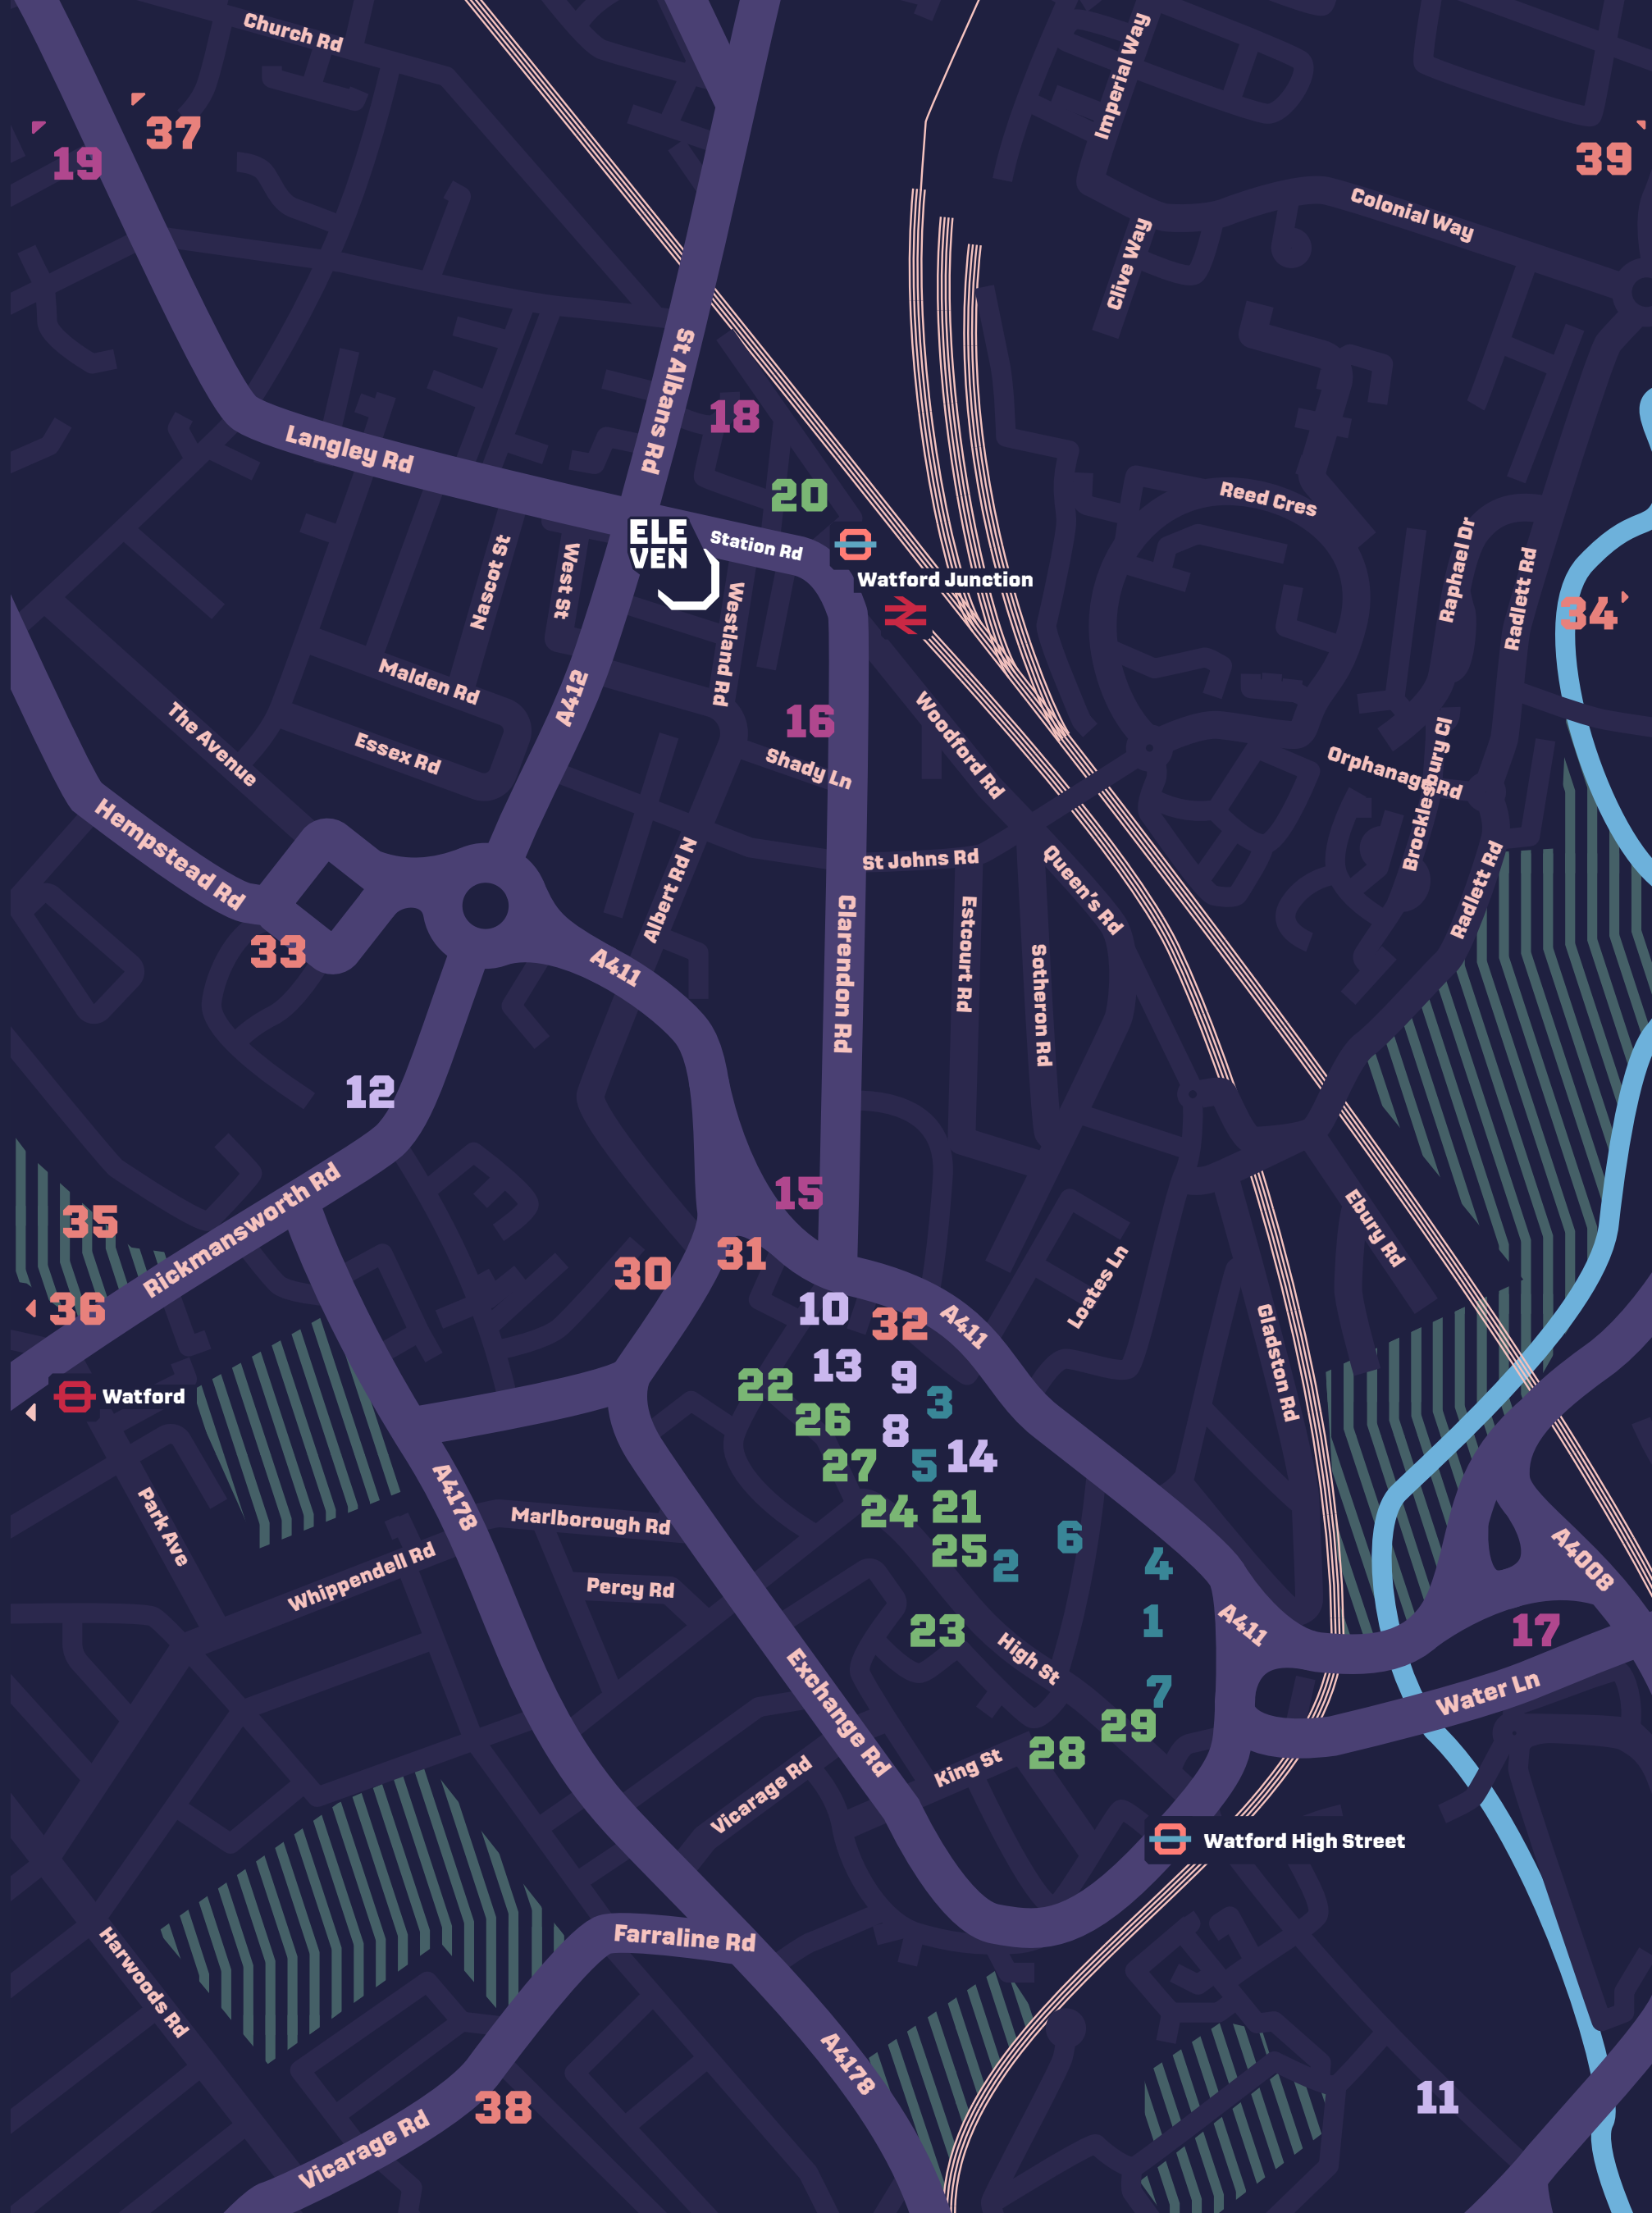 Church Rd
Imperial Way
37
19
39
Colonial Way
Clive Way
St Albans Rd
18
Langley Rd
20
Reed Cres
ELE
VEN
Station Rd
Watford Junction
Nascot St
West St
Westland Rd
Raphael Dr
Radlett Rd
34
Malden Rd
A412
16
The Avenue
Essex Rd
Shady Ln
Woodford Rd
Orphanage Rd
Brocklesbury Cl
Hempstead Rd
Albert Rd N
St Johns Rd
Queen's Rd
Radlett Rd
33
A411
Clarendon Rd
Estcourt Rd
Sotheron Rd
12
15
35
Rickmansworth Rd
Ebury Rd
30
31
Loates Ln
36
10
32
A411
Gladston Rd
Watford
13
9
22
3
26
8
27
5
14
A4178
Park Ave
Marlborough Rd
24
21
6
25
2
4
A4008
Whippendell Rd
Percy Rd
23
1
A411
17
High St
Exchange Rd
7
Water Ln
29
28
King St
Vicarage Rd
Watford High Street
Farraline Rd
Harwoods Rd
A4178
38
11
Vicarage Rd